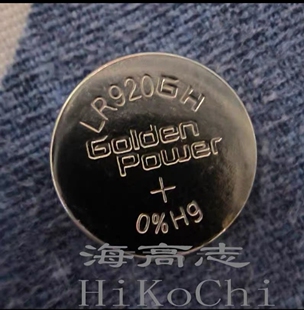 LR920GH
Golden
Power
+
0%Hg
海高志
HiKoChi